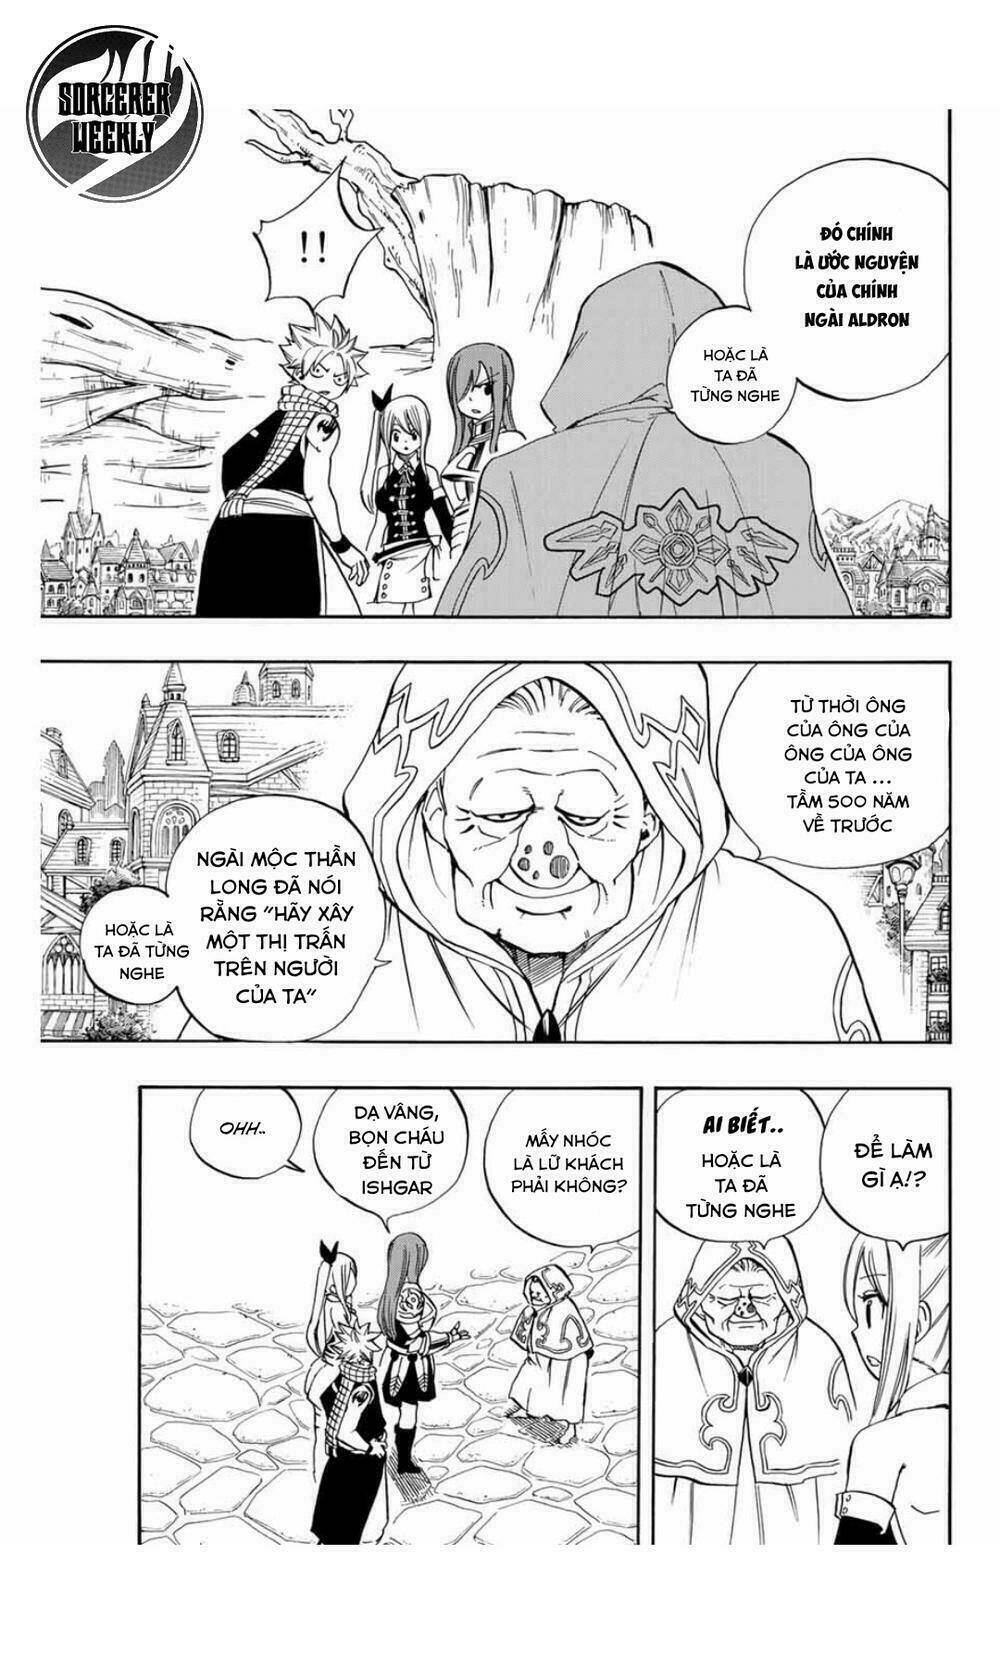 SORCERER
WEEKLY
ĐÓ CHÍNH
LÀ ƯỚC NGUYỆN
CỦA CHÍNH
NGÀI ALDRON
HOẶC LÀ
TA ĐÃ
TỪNG NGHE
!!
TỪ THỜI ÔNG
CỦA ÔNG CỦA
ÔNG CỦA ÔNG
CỦA TA ...
TẦM 500 NĂM
VỀ TRƯỚC
NGÀI MỘC THẦN
LONG ĐÃ NÓI
RẰNG "HÃY XÂY
MỘT THỊ TRẤN
TRÊN NGƯỜI
CỦA TA"
HOẶC LÀ
TA ĐÃ TỪNG
NGHE
ĐỂ LÀM
GÌ Ạ!?
AI BIẾT..
HOẶC LÀ
TA ĐÃ
TỪNG NGHE
MẤY NHÓC
LÀ LỮ KHÁCH
PHẢI KHÔNG?
DẠ VÂNG,
BỌN CHÁU
ĐẾN TỪ
ISHGAR
OHH..